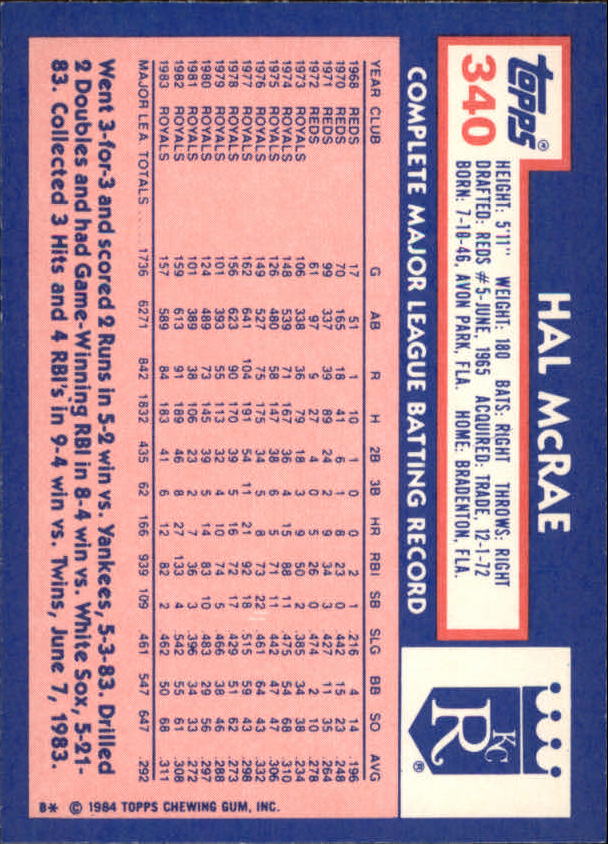 topps®
340
HAL McRAE
HEIGHT: 5'11" WEIGHT: 180 BATS: RIGHT THROWS: RIGHT
DRAFTED: REDS #5-JUNE, 1965 ACQUIRED: TRADE, 12-1-72
BORN: 7-10-46, AVON PARK, FLA. HOME: BRADENTON, FLA.
KC
R®
COMPLETE MAJOR LEAGUE BATTING RECORD
YEAR CLUB G AB R H 2B 3B HR RBI SB SLG BB SO AVG
1968 REDS 17 51 1 10 1 0 0 2 1 .216 4 14 .196
1970 REDS 70 165 18 41 6 1 8 23 0 .442 15 23 .248
1971 REDS 99 337 39 89 24 2 9 34 3 .427 11 35 .264
1972 REDS 61 97 9 27 4 0 5 26 0 .474 2 10 .278
1973 ROYALS 106 338 36 79 18 3 9 50 2 .385 34 38 .234
1974 ROYALS 148 539 71 167 36 4 15 88 11 .475 54 68 .310
1975 ROYALS 126 480 58 147 38 6 5 71 11 .442 47 47 .306
1976 ROYALS 149 527 75 175 34 5 8 73 22 .461 64 43 .332
1977 ROYALS 162 641 104 191 54 11 21 92 18 .515 59 43 .298
1978 ROYALS 156 623 90 170 39 5 16 72 17 .429 51 62 .273
1979 ROYALS 101 393 55 113 32 4 10 74 5 .466 38 46 .288
1980 ROYALS 124 489 73 145 39 5 14 83 10 .483 29 56 .297
1981 ROYALS 101 389 38 106 23 2 7 36 3 .396 34 33 .272
1982 ROYALS 159 613 91 189 46 8 27 133 4 .542 55 61 .308
1983 ROYALS 157 589 84 183 41 6 12 82 2 .462 50 68 .311
MAJOR LEA. TOTALS ..... 1736 6271 842 1832 435 62 166 939 109 .461 547 647 .292
Went 3-for-3 and scored 2 Runs in 5-2 win vs. Yankees, 5-3-83. Drilled
2 Doubles and had Game-Winning RBI in 8-4 win vs. White Sox, 5-21-
83. Collected 3 Hits and 4 RBI's in 9-4 win vs. Twins, June 7, 1983.
B* © 1984 TOPPS CHEWING GUM, INC.